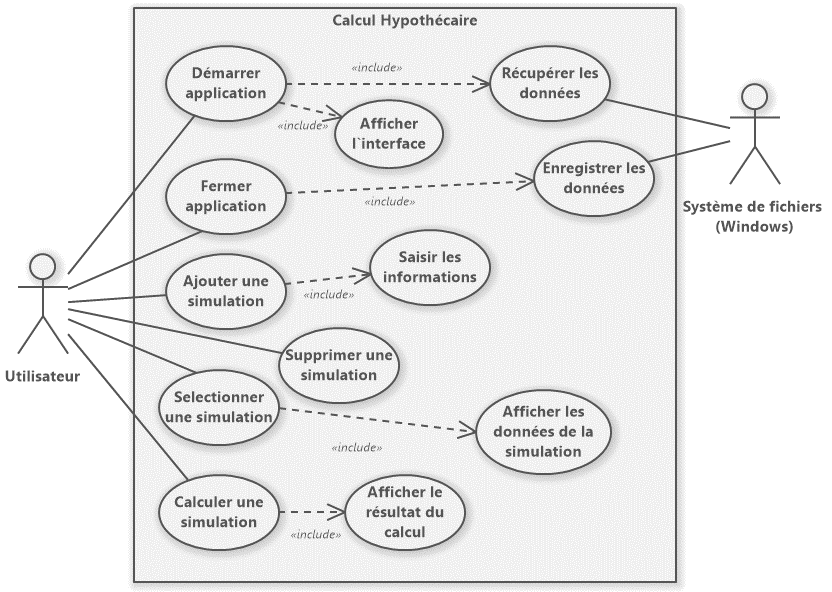 Calcul Hypothécaire
Démarrer
application
«include»
Récupérer les
données
«include»
Afficher
l`interface
Fermer
application
«include»
Enregistrer les
données
Système de fichiers
(Windows)
Ajouter une
simulation
«include»
Saisir les
informations
Utilisateur
Supprimer une
simulation
Selectionner
une simulation
«include»
Afficher les
données de la
simulation
Calculer une
simulation
«include»
Afficher le
résultat du
calcul